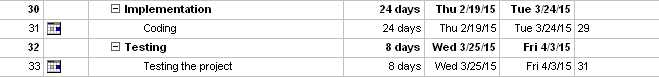 30 Implementation 24 days Thu 2/19/15 Tue 3/24/15
31 Coding 24 days Thu 2/19/15 Tue 3/24/15 29
32 Testing 8 days Wed 3/25/15 Fri 4/3/15
33 Testing the project 8 days Wed 3/25/15 Fri 4/3/15 31